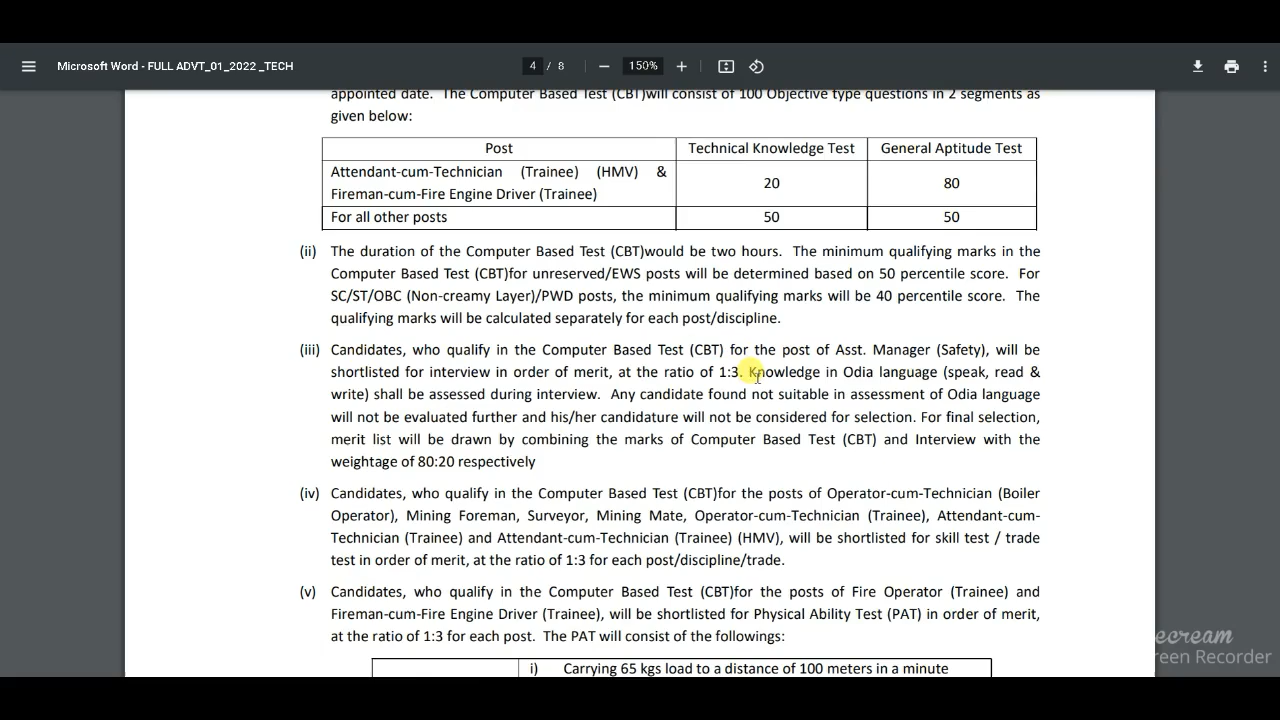 Microsoft Word - FULL ADVT_01_2022 _TECH
4 / 8
150%
appointed date. The Computer Based Test (CBT)will consist of 100 Objective type questions in 2 segments as
given below:
Post Technical Knowledge Test General Aptitude Test
Attendant-cum-Technician (Trainee) (HMV) &
Fireman-cum-Fire Engine Driver (Trainee)
20 80
For all other posts 50 50
(ii) The duration of the Computer Based Test (CBT)would be two hours. The minimum qualifying marks in the
Computer Based Test (CBT)for unreserved/EWS posts will be determined based on 50 percentile score. For
SC/ST/OBC (Non-creamy Layer)/PWD posts, the minimum qualifying marks will be 40 percentile score. The
qualifying marks will be calculated separately for each post/discipline.
(iii) Candidates, who qualify in the Computer Based Test (CBT) for the post of Asst. Manager (Safety), will be
shortlisted for interview in order of merit, at the ratio of 1:3. Knowledge in Odia language (speak, read &
write) shall be assessed during interview. Any candidate found not suitable in assessment of Odia language
will not be evaluated further and his/her candidature will not be considered for selection. For final selection,
merit list will be drawn by combining the marks of Computer Based Test (CBT) and Interview with the
weightage of 80:20 respectively
(iv) Candidates, who qualify in the Computer Based Test (CBT)for the posts of Operator-cum-Technician (Boiler
Operator), Mining Foreman, Surveyor, Mining Mate, Operator-cum-Technician (Trainee), Attendant-cum-
Technician (Trainee) and Attendant-cum-Technician (Trainee) (HMV), will be shortlisted for skill test / trade
test in order of merit, at the ratio of 1:3 for each post/discipline/trade.
(v) Candidates, who qualify in the Computer Based Test (CBT)for the posts of Fire Operator (Trainee) and
Fireman-cum-Fire Engine Driver (Trainee), will be shortlisted for Physical Ability Test (PAT) in order of merit,
at the ratio of 1:3 for each post. The PAT will consist of the followings:
i) Carrying 65 kgs load to a distance of 100 meters in a minute
ecream
reen Recorder